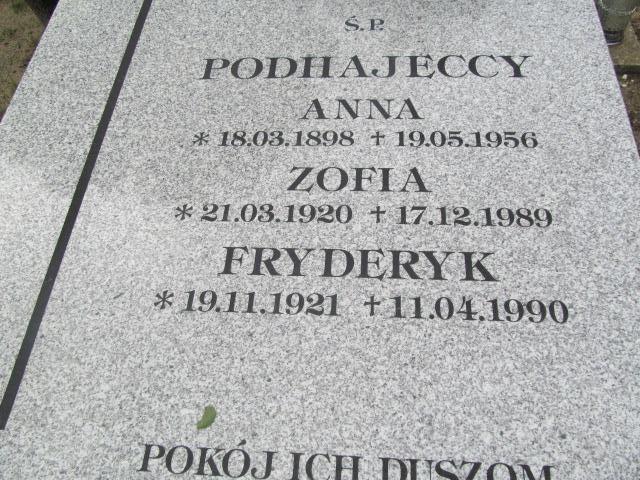 Ś.P.
PODHAJECCY
ANNA
* 18.03.1898 + 19.05.1956
ZOFIA
* 21.03.1920 + 17.12.1989
FRYDERYK
* 19.11.1921 + 11.04.1990
POKÓJ ICH DUSZOM